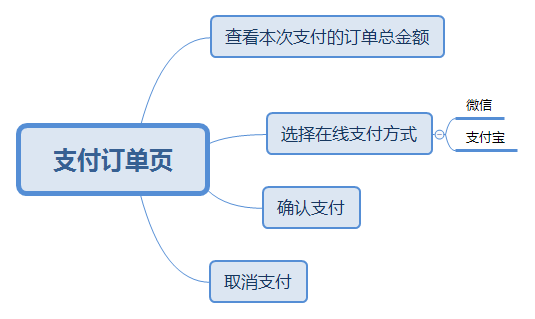 查看本次支付的订单总金额
微信
选择在线支付方式
支付宝
支付订单页
确认支付
取消支付